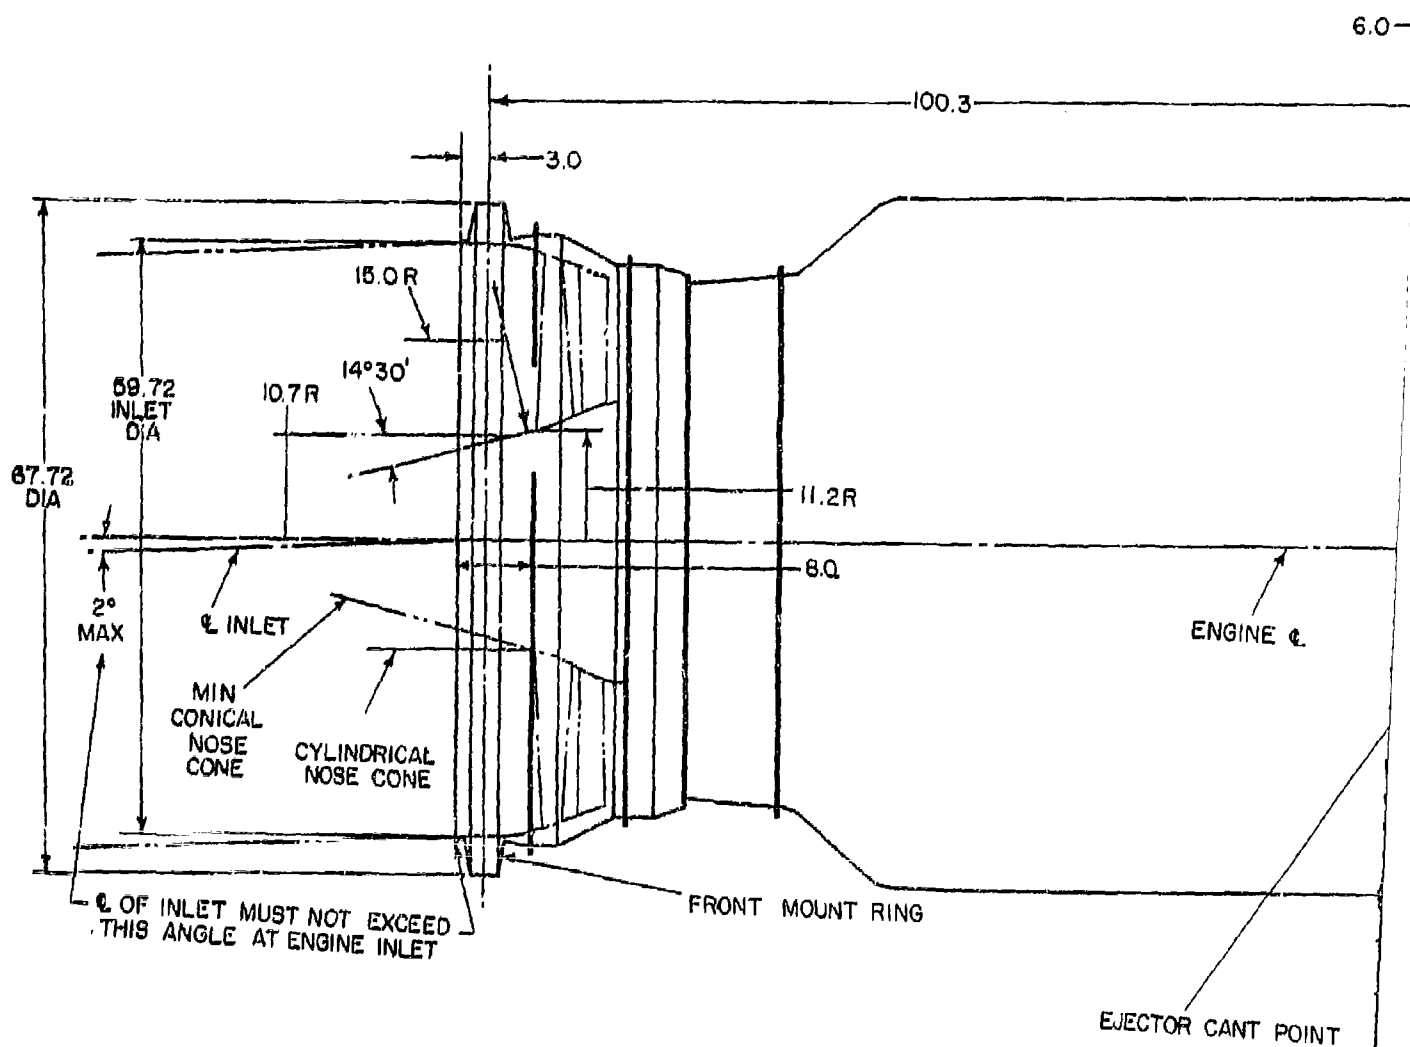 6.0
100.3
3.0
15.0 R
14°30'
10.7 R
59.72
INLET
DIA
67.72
DIA
11.2 R
8.0
2°
MAX
℄ INLET
ENGINE ℄
MIN
CONICAL
NOSE
CONE
CYLINDRICAL
NOSE CONE
℄ OF INLET MUST NOT EXCEED
THIS ANGLE AT ENGINE INLET
FRONT MOUNT RING
EJECTOR CANT POINT